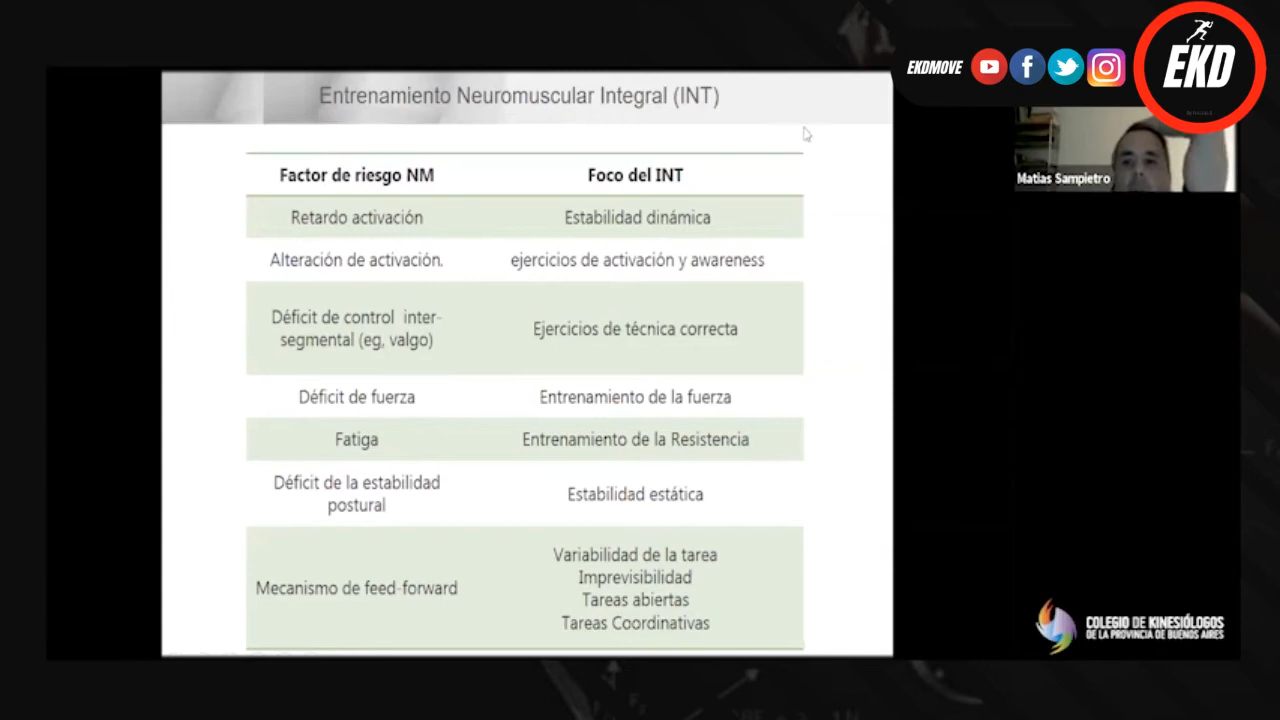 EKDMOVE
EKD
Entrenamiento Neuromuscular Integral (INT)
Matias Sampietro
Factor de riesgo NM
Foco del INT
Retardo activación
Estabilidad dinámica
Alteración de activación.
ejercicios de activación y awareness
Déficit de control inter-
segmental (eg, valgo)
Ejercicios de técnica correcta
Déficit de fuerza
Entrenamiento de la fuerza
Fatiga
Entrenamiento de la Resistencia
Déficit de la estabilidad
postural
Estabilidad estática
Mecanismo de feed-forward
Variabilidad de la tarea
Imprevisibilidad
Tareas abiertas
Tareas Coordinativas
COLEGIO DE KINESIÓLOGOS
DE LA PROVINCIA DE BUENOS AIRES